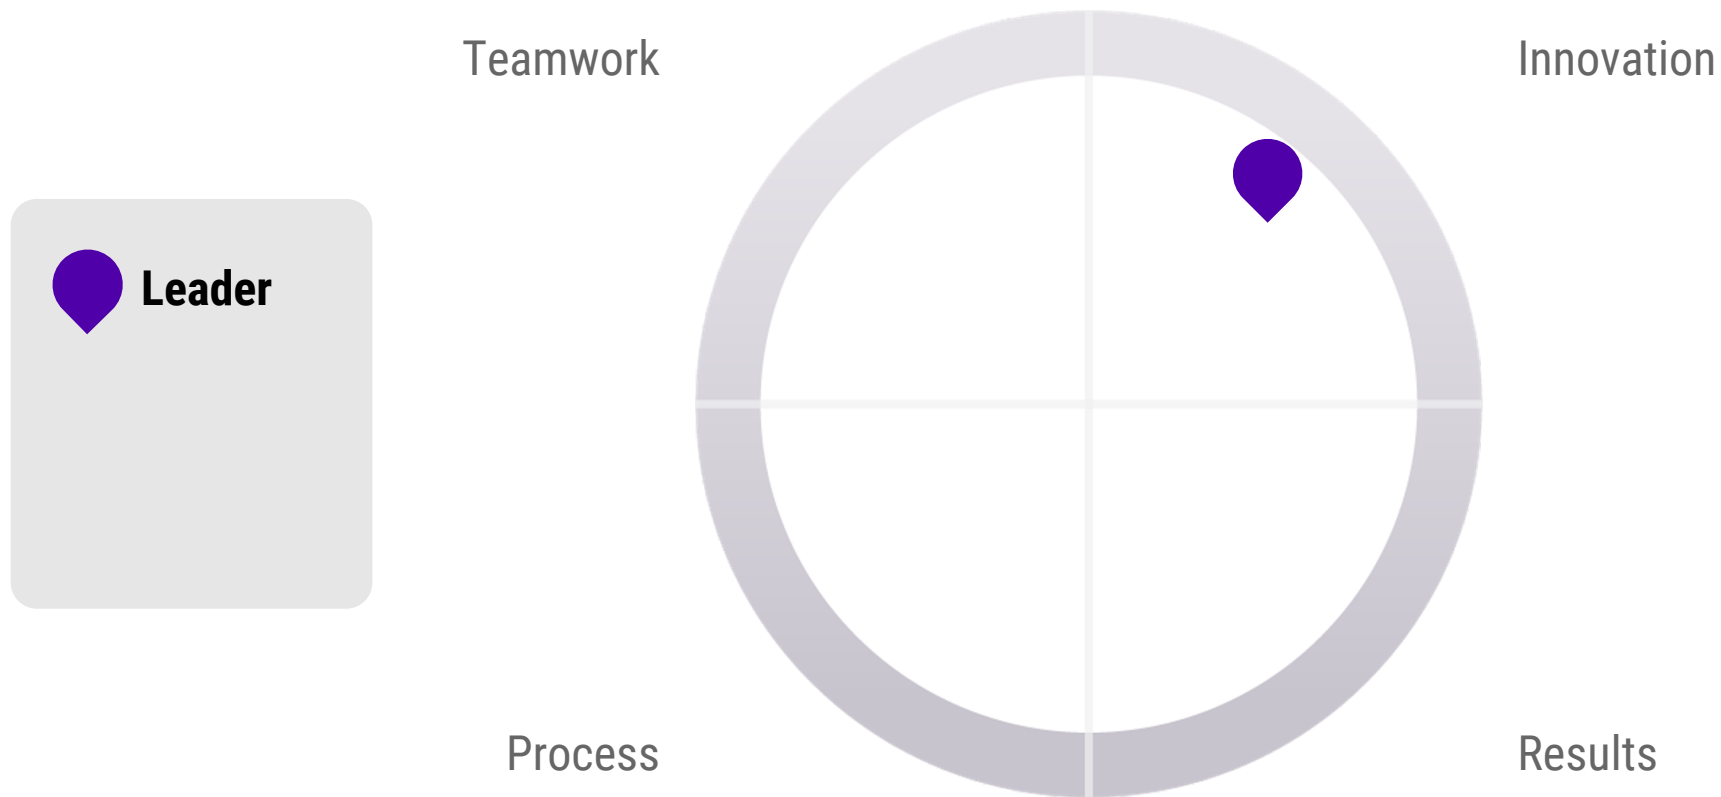 Teamwork
Innovation
Leader
Process
Results